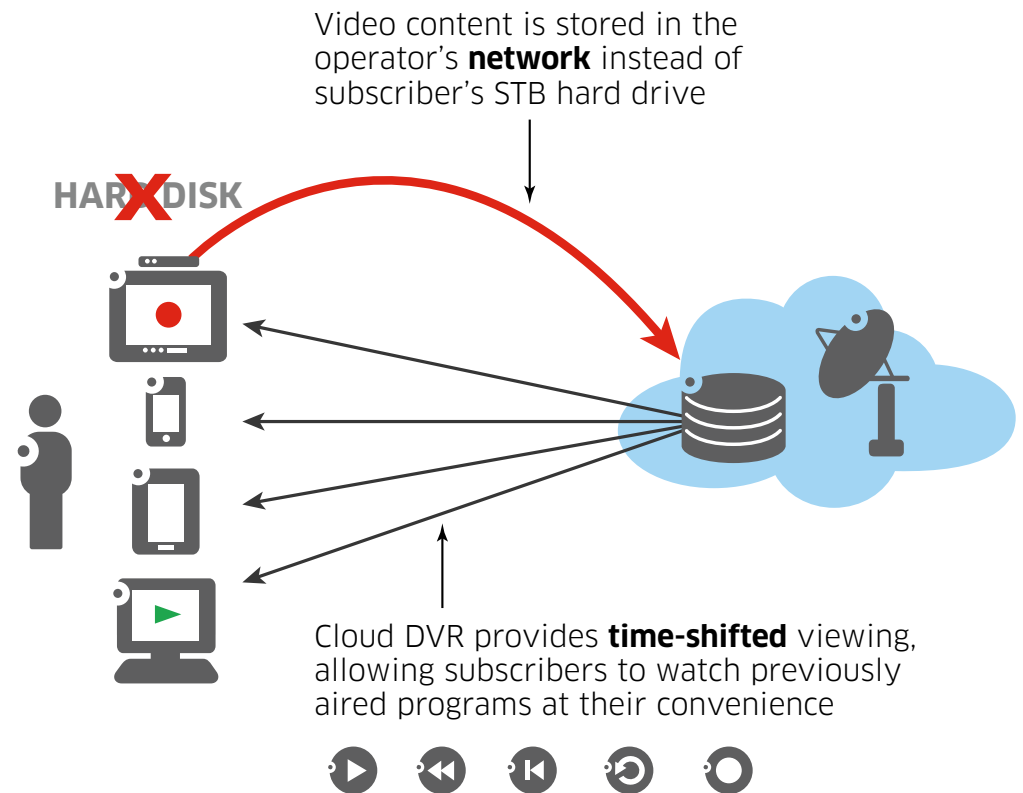 Video content is stored in the
operator’s network instead of
subscriber’s STB hard drive
HARD DISK
Cloud DVR provides time-shifted viewing,
allowing subscribers to watch previously
aired programs at their convenience